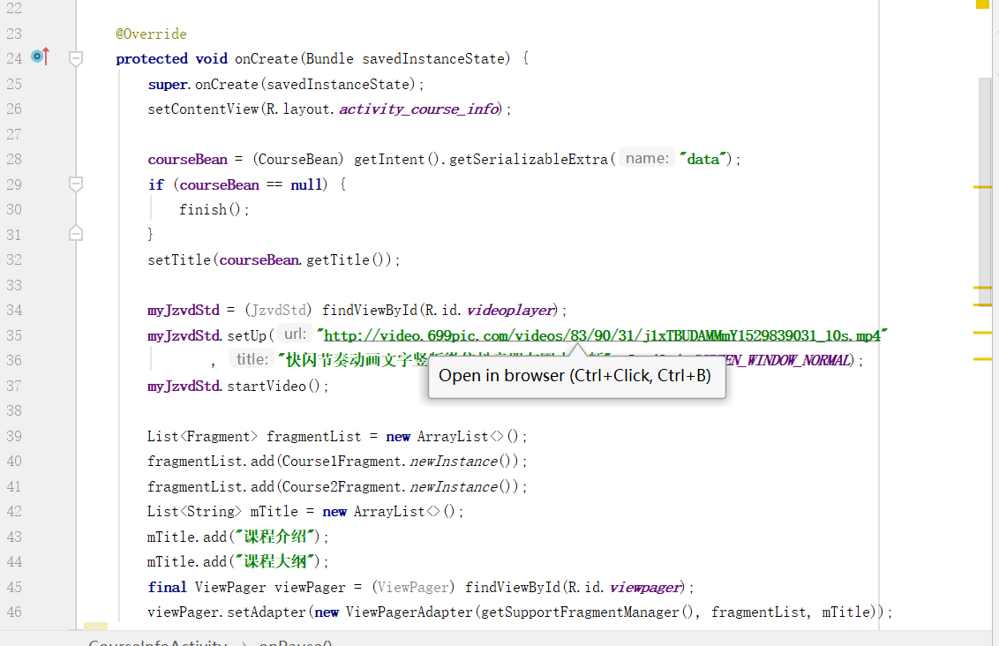 22
23 @Override
24 protected void onCreate(Bundle savedInstanceState) {
25 super.onCreate(savedInstanceState);
26 setContentView(R.layout.activity_course_info);
27
28 courseBean = (CourseBean) getIntent().getSerializableExtra( name: "data");
29 if (courseBean == null) {
30 finish();
31 }
32 setTitle(courseBean.getTitle());
33
34 myJzvdStd = (JzvdStd) findViewById(R.id.videoplayer);
35 myJzvdStd.setUp( url: "http://video.699pic.com/videos/83/90/31/j1xTBUDAMMmY1529839031_10s.mp4"
36 , title: "快闪节奏动画文字竖版 EN_WINDOW_NORMAL);
Open in browser (Ctrl+Click, Ctrl+B)
37 myJzvdStd.startVideo();
38
39 List<Fragment> fragmentList = new ArrayList<>();
40 fragmentList.add(Course1Fragment.newInstance());
41 fragmentList.add(Course2Fragment.newInstance());
42 List<String> mTitle = new ArrayList<>();
43 mTitle.add("课程介绍");
44 mTitle.add("课程大纲");
45 final ViewPager viewPager = (ViewPager) findViewById(R.id.viewpager);
46 viewPager.setAdapter(new ViewPagerAdapter(getSupportFragmentManager(), fragmentList, mTitle));
CourseInfoActivity > onPause()